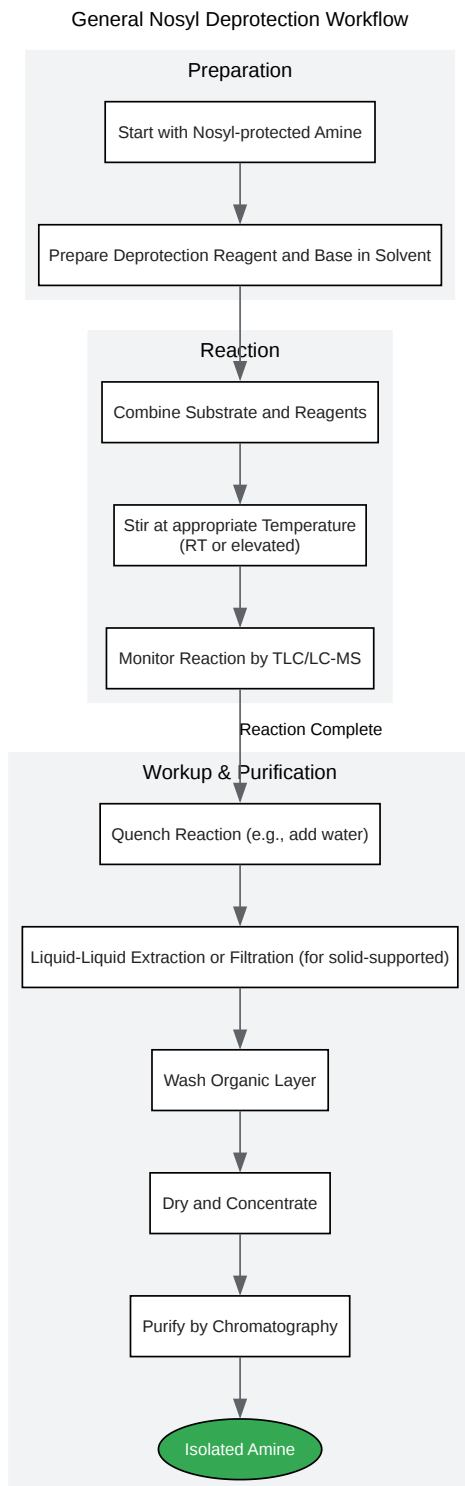 General Nosyl Deprotection Workflow
Preparation
Start with Nosyl-protected Amine
Prepare Deprotection Reagent and Base in Solvent
Reaction
Combine Substrate and Reagents
Stir at appropriate Temperature
(RT or elevated)
Monitor Reaction by TLC/LC-MS
Reaction Complete
Workup & Purification
Quench Reaction (e.g., add water)
Liquid-Liquid Extraction or Filtration (for solid-supported)
Wash Organic Layer
Dry and Concentrate
Purify by Chromatography
Isolated Amine